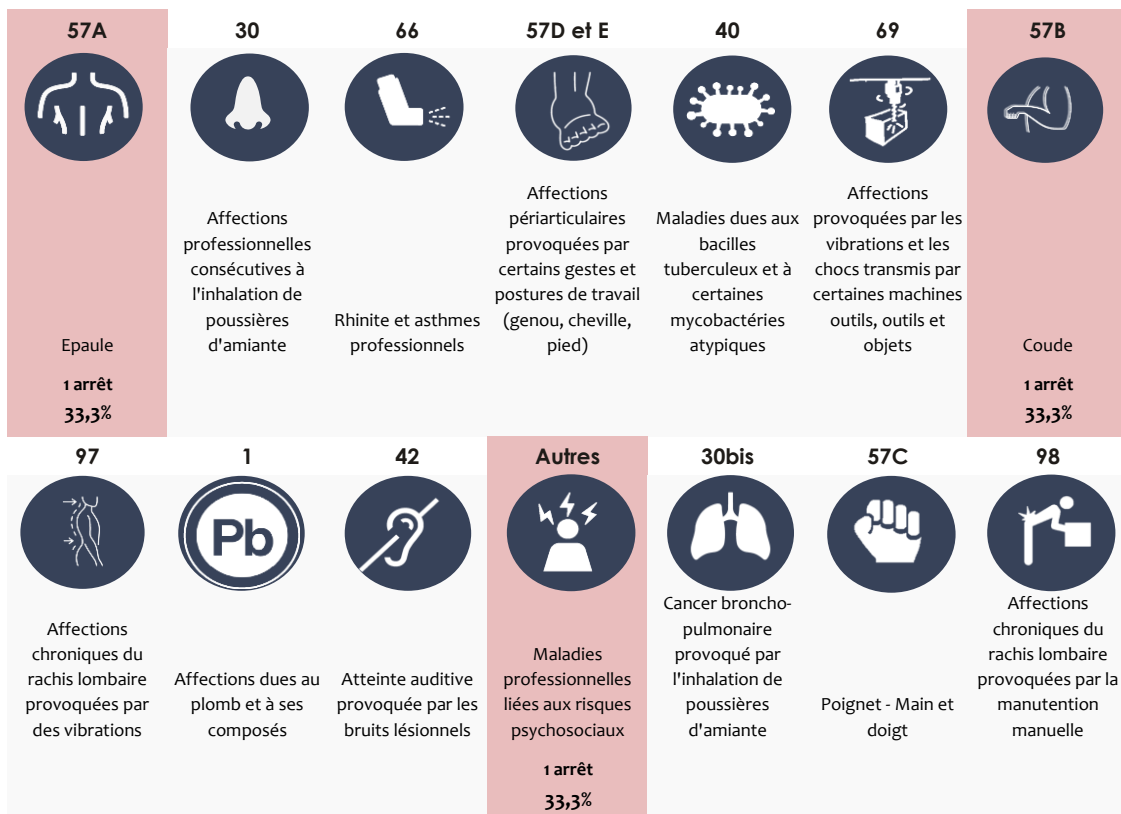 57A
30
66
57D et E
40
69
57B
Epaule
1 arrêt
33,3%
Affections
professionnelles
consécutives à
l'inhalation de
poussières
d'amiante
Rhinite et asthmes
professionnels
Affections
périarticulaires
provoquées par
certains gestes et
postures de travail
(genou, cheville,
pied)
Maladies dues aux
bacilles
tuberculeux et à
certaines
mycobactéries
atypiques
Affections
provoquées par les
vibrations et les
chocs transmis par
certaines machines
outils, outils et
objets
Coude
1 arrêt
33,3%
97
1
42
Autres
30bis
57C
98
Affections
chroniques du
rachis lombaire
provoquées par
des vibrations
Pb
Affections dues au
plomb et à ses
composés
Atteinte auditive
provoquée par les
bruits lésionnels
Maladies
professionnelles
liées aux risques
psychosociaux
1 arrêt
33,3%
Cancer broncho-
pulmonaire
provoqué par
l'inhalation de
poussières
d'amiante
Poignet - Main et
doigt
Affections
chroniques du
rachis lombaire
provoquées par la
manutention
manuelle